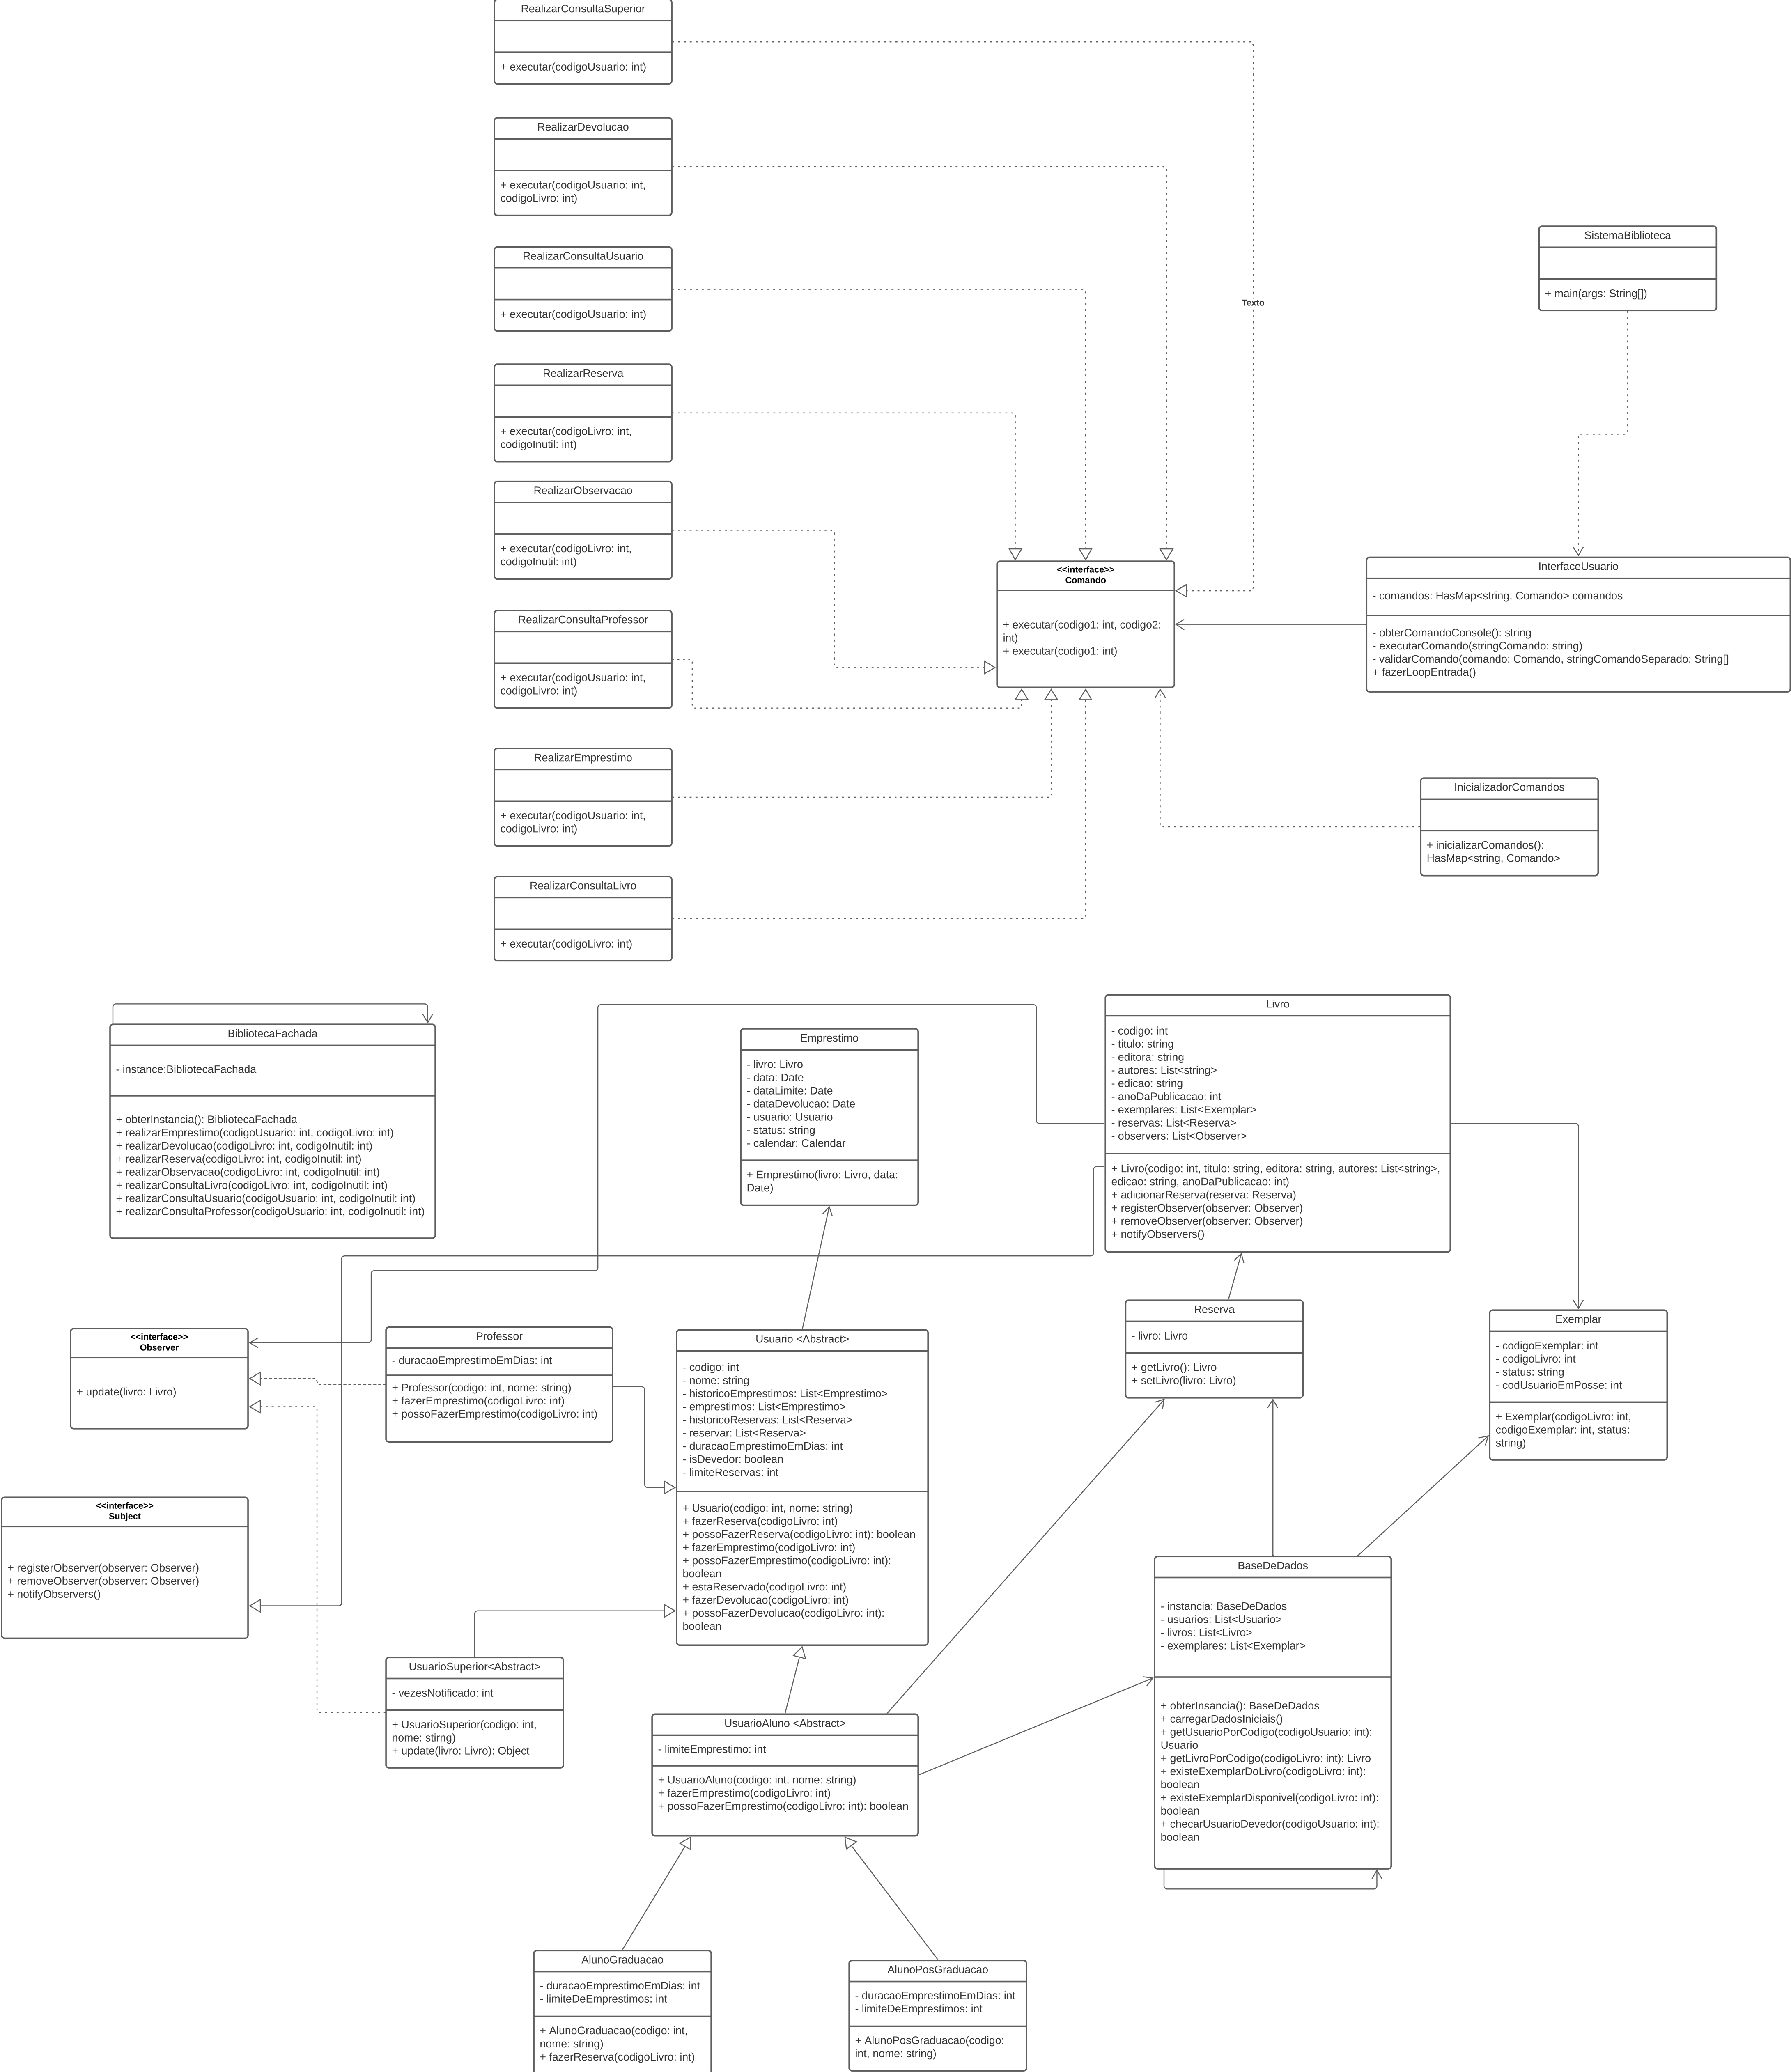 RealizarConsultaSuperior
+ executar(codigoUsuario: int)
RealizarDevolucao
+ executar(codigoUsuario: int,
codigoLivro: int)
RealizarConsultaUsuario
+ executar(codigoUsuario: int)
RealizarReserva
+ executar(codigoLivro: int,
codigoInutil: int)
RealizarObservacao
+ executar(codigoLivro: int,
codigoInutil: int)
RealizarConsultaProfessor
+ executar(codigoUsuario: int,
codigoLivro: int)
RealizarEmprestimo
+ executar(codigoUsuario: int,
codigoLivro: int)
RealizarConsultaLivro
+ executar(codigoLivro: int)
Texto
<<interface>>
Comando
+ executar(codigo1: int, codigo2:
int)
+ executar(codigo1: int)
SistemaBiblioteca
+ main(args: String[])
InterfaceUsuario
- comandos: HasMap<string, Comando> comandos
- obterComandoConsole(): string
- executarComando(stringComando: string)
- validarComando(comando: Comando, stringComandoSeparado: String[]
+ fazerLoopEntrada()
InicializadorComandos
+ inicializarComandos():
HasMap<string, Comando>
BibliotecaFachada
- instance:BibliotecaFachada
+ obterInstancia(): BibliotecaFachada
+ realizarEmprestimo(codigoUsuario: int, codigoLivro: int)
+ realizarDevolucao(codigoLivro: int, codigoInutil: int)
+ realizarReserva(codigoLivro: int, codigoInutil: int)
+ realizarObservacao(codigoLivro: int, codigoInutil: int)
+ realizarConsultaLivro(codigoLivro: int, codigoInutil: int)
+ realizarConsultaUsuario(codigoUsuario: int, codigoInutil: int)
+ realizarConsultaProfessor(codigoUsuario: int, codigoInutil: int)
Emprestimo
- livro: Livro
- data: Date
- dataLimite: Date
- dataDevolucao: Date
- usuario: Usuario
- status: string
- calendar: Calendar
+ Emprestimo(livro: Livro, data:
Date)
Livro
- codigo: int
- titulo: string
- editora: string
- autores: List<string>
- edicao: string
- anoDaPublicacao: int
- exemplares: List<Exemplar>
- reservas: List<Reserva>
- observers: List<Observer>
+ Livro(codigo: int, titulo: string, editora: string, autores: List<string>,
edicao: string, anoDaPublicacao: int)
+ adicionarReserva(reserva: Reserva)
+ registerObserver(observer: Observer)
+ removeObserver(observer: Observer)
+ notifyObservers()
<<interface>>
Observer
+ update(livro: Livro)
Professor
- duracaoEmprestimoEmDias: int
+ Professor(codigo: int, nome: string)
+ fazerEmprestimo(codigoLivro: int)
+ possoFazerEmprestimo(codigoLivro: int)
Usuario <Abstract>
- codigo: int
- nome: string
- historicoEmprestimos: List<Emprestimo>
- emprestimos: List<Emprestimo>
- historicoReservas: List<Reserva>
- reservar: List<Reserva>
- duracaoEmprestimoEmDias: int
- isDevedor: boolean
- limiteReservas: int
+ Usuario(codigo: int, nome: string)
+ fazerReserva(codigoLivro: int)
+ possoFazerReserva(codigoLivro: int): boolean
+ fazerEmprestimo(codigoLivro: int)
+ possoFazerEmprestimo(codigoLivro: int):
boolean
+ estaReservado(codigoLivro: int)
+ fazerDevolucao(codigoLivro: int)
+ possoFazerDevolucao(codigoLivro: int):
boolean
Reserva
- livro: Livro
+ getLivro(): Livro
+ setLivro(livro: Livro)
Exemplar
- codigoExemplar: int
- codigoLivro: int
- status: string
- codUsuarioEmPosse: int
+ Exemplar(codigoLivro: int,
codigoExemplar: int, status:
string)
<<interface>>
Subject
+ registerObserver(observer: Observer)
+ removeObserver(observer: Observer)
+ notifyObservers()
BaseDeDados
- instancia: BaseDeDados
- usuarios: List<Usuario>
- livros: List<Livro>
- exemplares: List<Exemplar>
+ obterInsancia(): BaseDeDados
+ carregarDadosIniciais()
+ getUsuarioPorCodigo(codigoUsuario: int):
Usuario
+ getLivroPorCodigo(codigoLivro: int): Livro
+ existeExemplarDoLivro(codigoLivro: int):
boolean
+ existeExemplarDisponivel(codigoLivro: int):
boolean
+ checarUsuarioDevedor(codigoUsuario: int):
boolean
UsuarioSuperior<Abstract>
- vezesNotificado: int
+ UsuarioSuperior(codigo: int,
nome: stirng)
+ update(livro: Livro): Object
UsuarioAluno <Abstract>
- limiteEmprestimo: int
+ UsuarioAluno(codigo: int, nome: string)
+ fazerEmprestimo(codigoLivro: int)
+ possoFazerEmprestimo(codigoLivro: int): boolean
AlunoGraduacao
- duracaoEmprestimoEmDias: int
- limiteDeEmprestimos: int
+ AlunoGraduacao(codigo: int,
nome: string)
+ fazerReserva(codigoLivro: int)
AlunoPosGraduacao
- duracaoEmprestimoEmDias: int
- limiteDeEmprestimos: int
+ AlunoPosGraduacao(codigo:
int, nome: string)